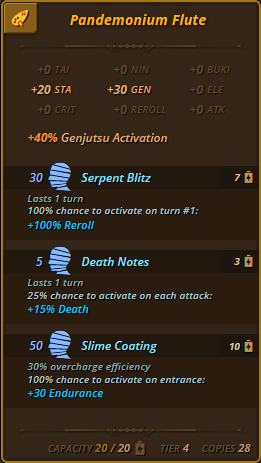 Pandemonium Flute
+0 TAI +0 NIN +0 BUKI
+20 STA +30 GEN +0 ELE
+0 CRIT +0 REROLL +0 ATK
+40% Genjutsu Activation
30 Serpent Blitz 7
Lasts 1 turn
100% chance to activate on turn #1:
+100% Reroll
5 Death Notes 3
Lasts 1 turn
25% chance to activate on each attack:
+15% Death
50 Slime Coating 10
30% overcharge efficiency
100% chance to activate on entrance:
+30 Endurance
CAPACITY 20 / 20 TIER 4 COPIES 28